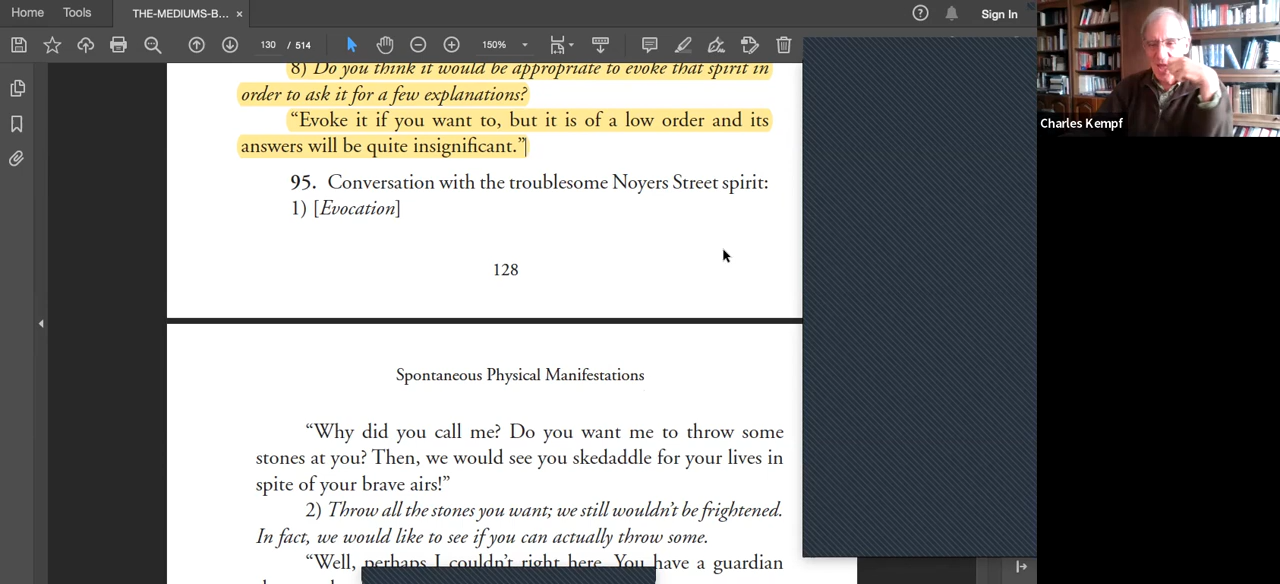 Home Tools THE-MEDIUMS-B... × Sign In
130 / 514 150%
8) Do you think it would be appropriate to evoke that spirit in
order to ask it for a few explanations?
“Evoke it if you want to, but it is of a low order and its
answers will be quite insignificant.”
95. Conversation with the troublesome Noyers Street spirit:
1) [Evocation]
128
Spontaneous Physical Manifestations
“Why did you call me? Do you want me to throw some
stones at you? Then, we would see you skedaddle for your lives in
spite of your brave airs!”
2) Throw all the stones you want; we still wouldn’t be frightened.
In fact, we would like to see if you can actually throw some.
“Well, perhaps I couldn’t right here. You have a guardian
Charles Kempf